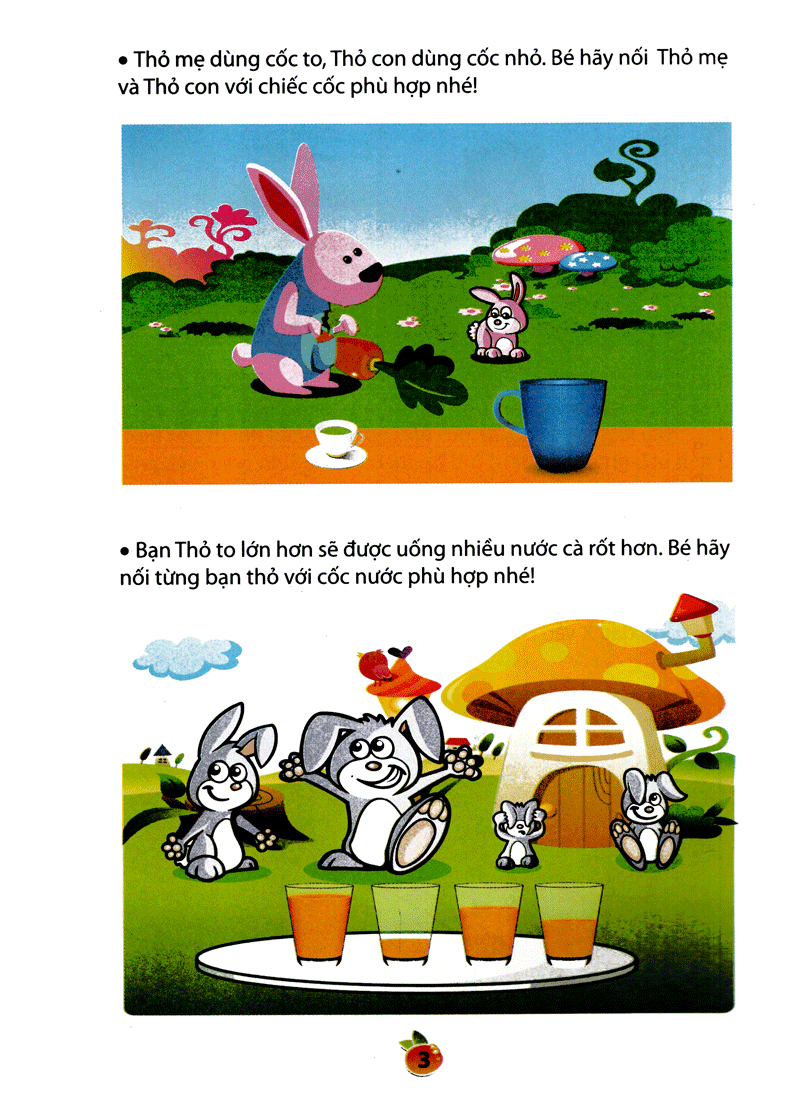 • Thỏ mẹ dùng cốc to, Thỏ con dùng cốc nhỏ. Bé hãy nối Thỏ mẹ
và Thỏ con với chiếc cốc phù hợp nhé!
• Bạn Thỏ to lớn hơn sẽ được uống nhiều nước cà rốt hơn. Bé hãy
nối từng bạn thỏ với cốc nước phù hợp nhé!
3